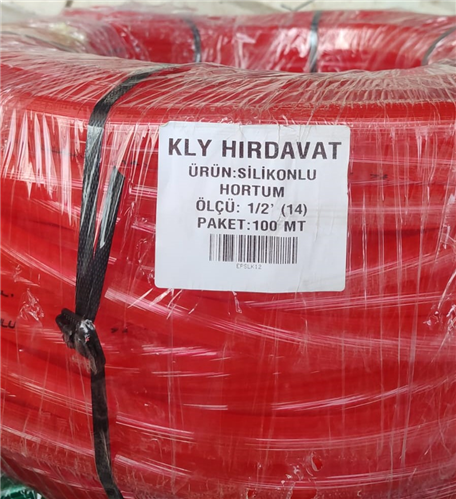 KLY HIRDAVAT
ÜRÜN:SİLİKONLU
HORTUM
ÖLÇÜ: 1/2' (14)
PAKET:100 MT